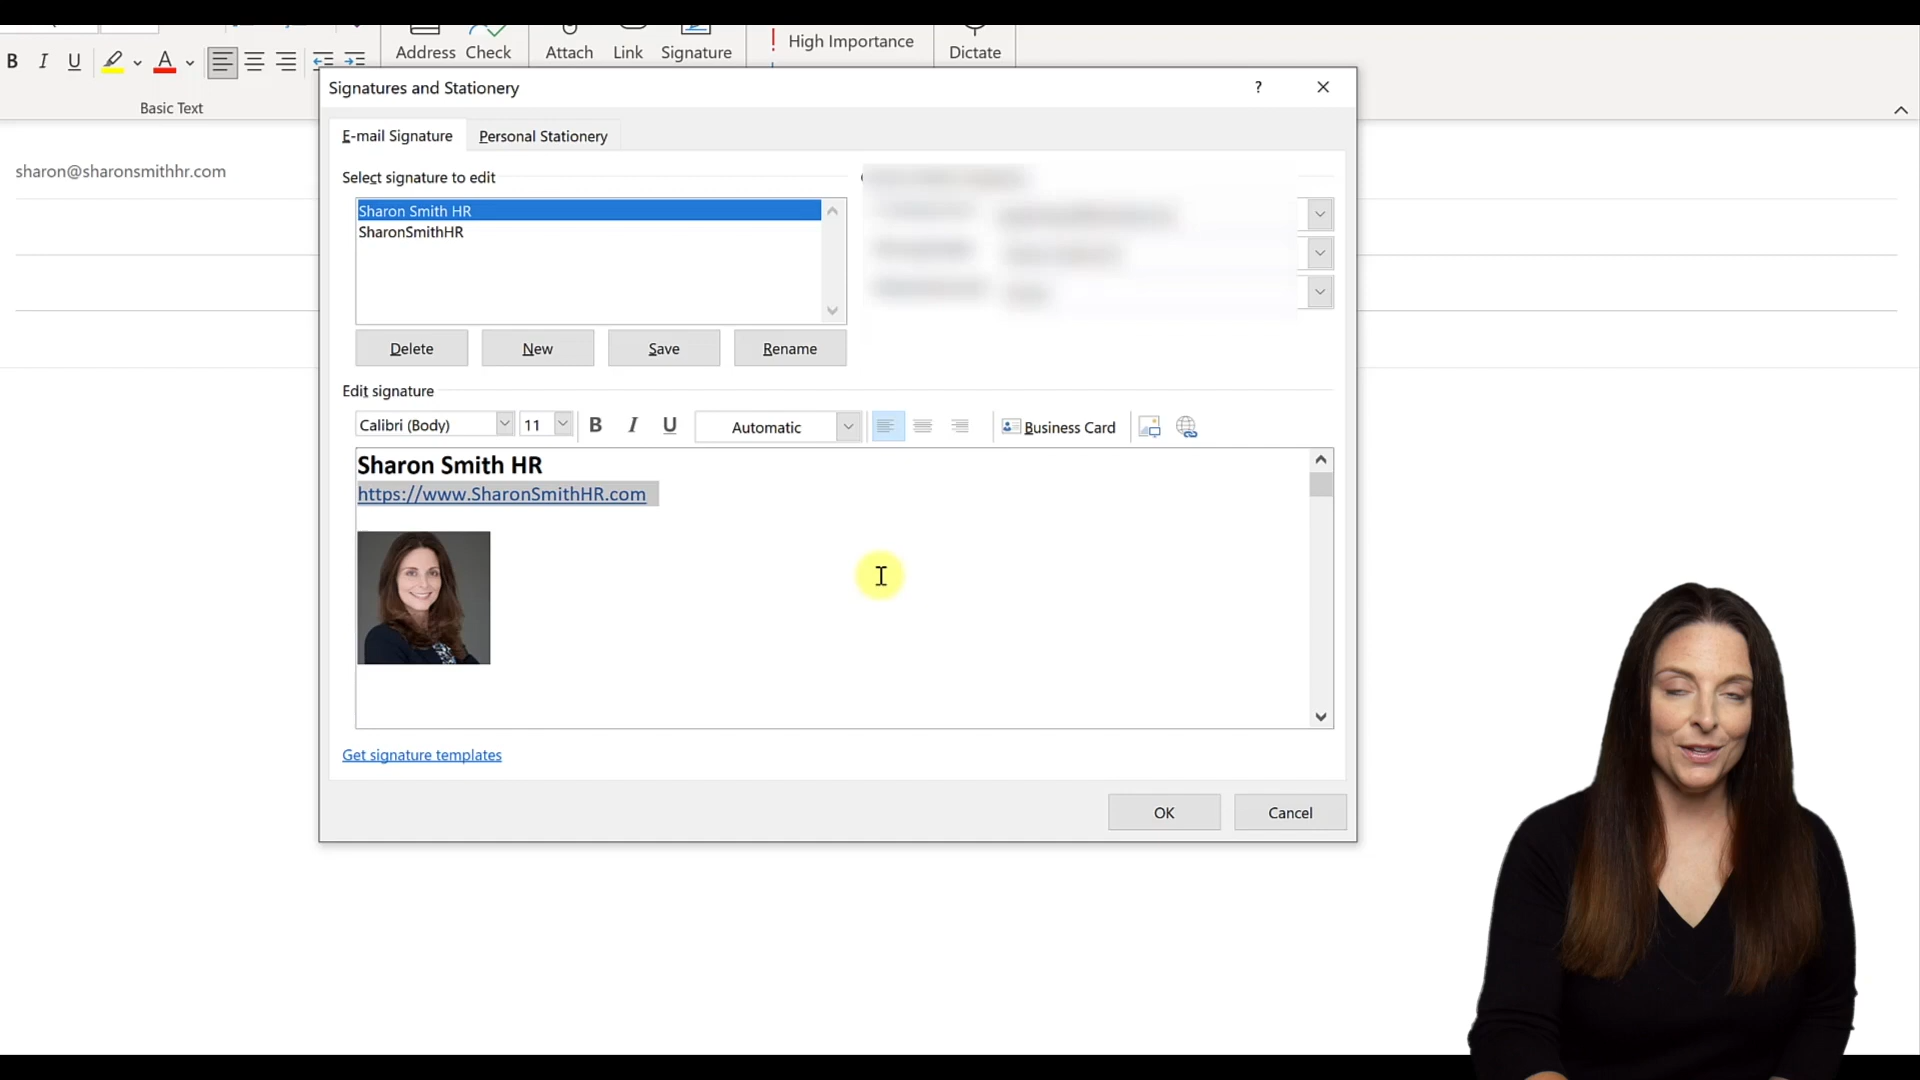 B I U A
Address Check Attach Link Signature
High Importance
Dictate
Basic Text
Signatures and Stationery ?
E-mail Signature Personal Stationery
sharon@sharonsmithhr.com
Select signature to edit
Sharon Smith HR
SharonSmithHR
Delete New Save Rename
Edit signature
Calibri (Body) 11 B I U Automatic Business Card
Sharon Smith HR
https://www.SharonSmithHR.com
Get signature templates
OK Cancel